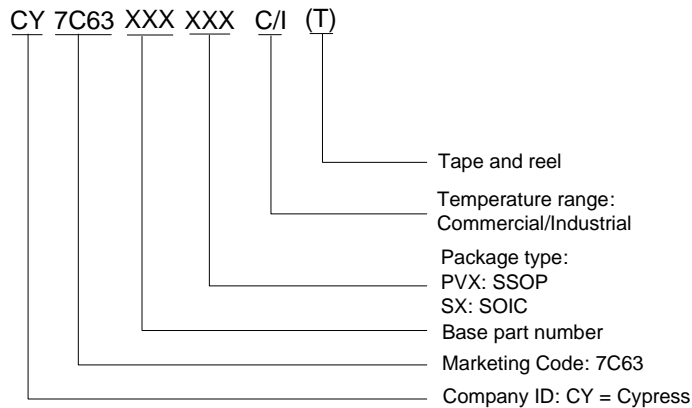 CY 7C63 XXX XXX C/I (T)
Tape and reel
Temperature range:
Commercial/Industrial
Package type:
PVX: SSOP
SX: SOIC
Base part number
Marketing Code: 7C63
Company ID: CY = Cypress